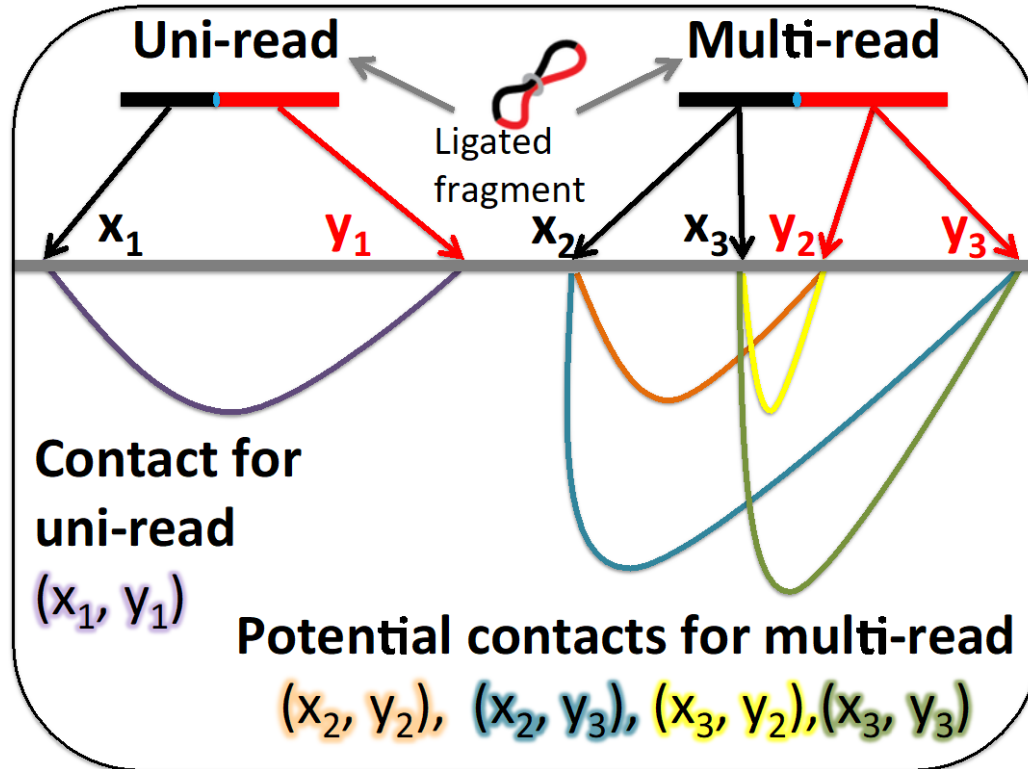 Uni-read
Multi-read
Ligated
fragment
x₁
y₁
x₂
x₃
y₂
y₃
Contact for
uni-read
(x₁, y₁)
Potential contacts for multi-read
(x₂, y₂), (x₂, y₃), (x₃, y₂),(x₃, y₃)